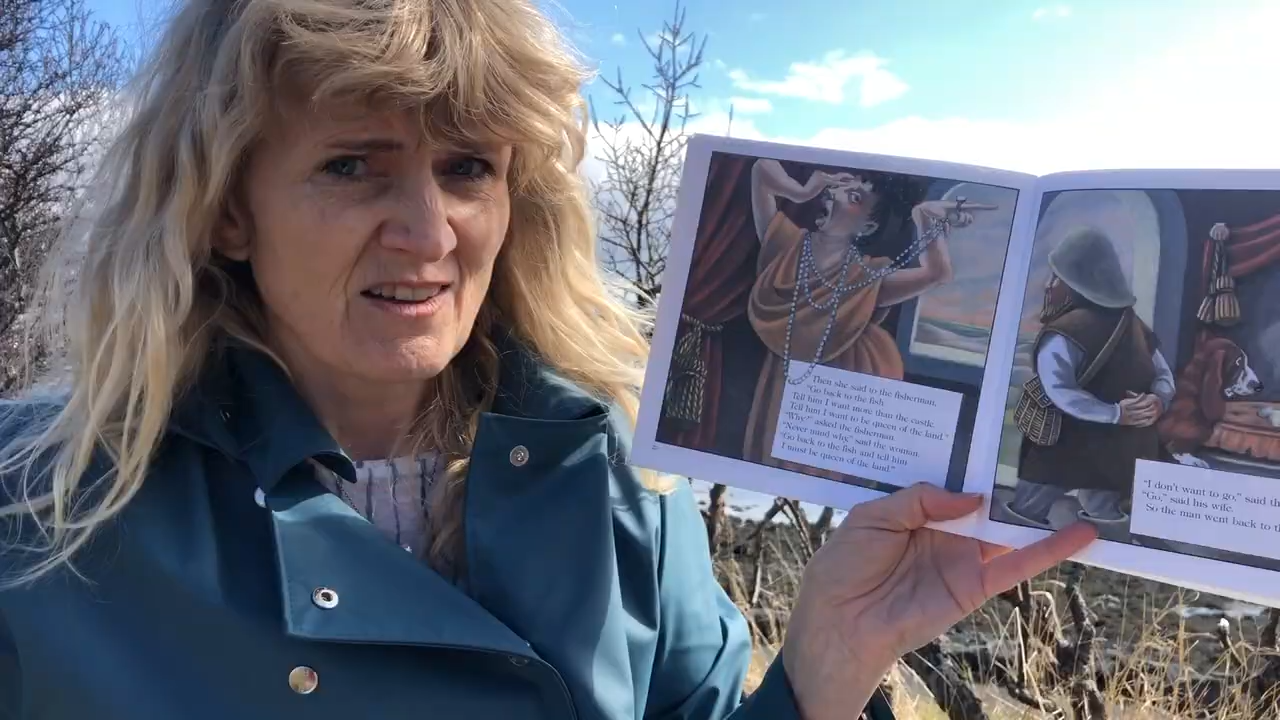 Then she said to the fisherman,
"Go back to the fish.
Tell him I want more than the castle.
Tell him I want to be queen of the land."
"Why?" asked the fisherman.
"Never mind why," said the woman.
"Go back to the fish and tell him
I must be queen of the land."
"I don't want to go," said
"Go," said his wife.
So the man went back to